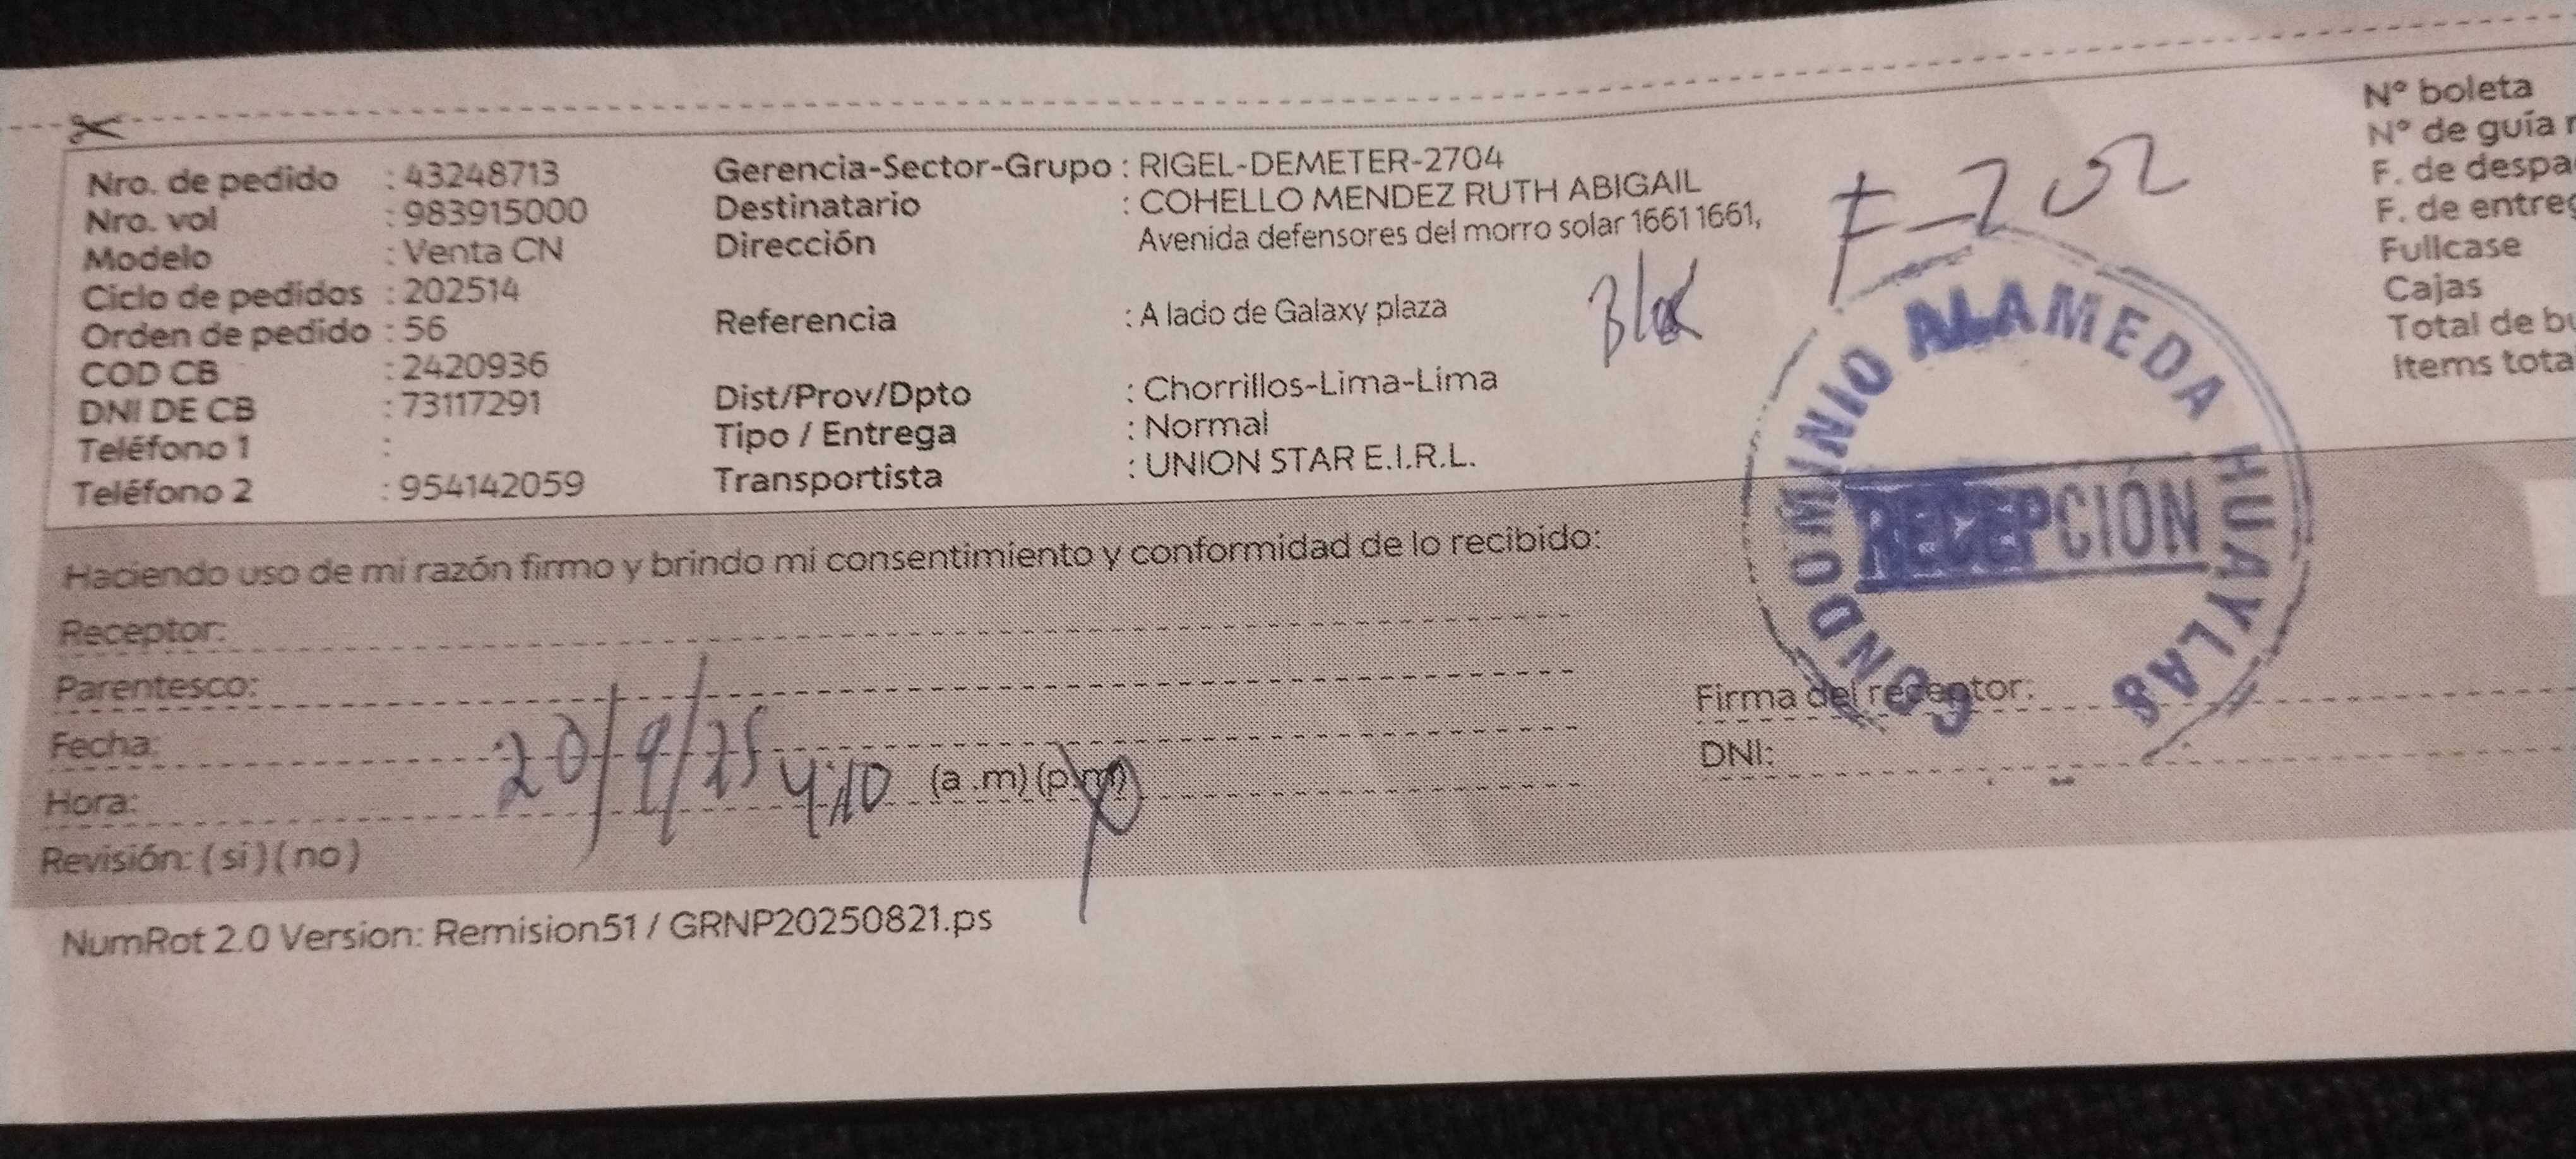 Nro. de pedido : 43248713
Nro. vol : 983915000
Modelo : Venta CN
Ciclo de pedidos : 202514
Orden de pedido : 56
COD CB : 2420936
DNI DE CB : 73117291
Teléfono 1 :
Teléfono 2 : 954142059
Gerencia-Sector-Grupo : RIGEL-DEMETER-2704
Destinatario : COHELLO MENDEZ RUTH ABIGAIL
Dirección Avenida defensores del morro solar 1661 1661,
Referencia : A lado de Galaxy plaza
Dist/Prov/Dpto : Chorrillos-Lima-Lima
Tipo / Entrega : Normal
Transportista : UNION STAR E.I.R.L.
F-202
CONDOMINIO ALAMEDA HUAYLAS
RECEPCIÓN
N° boleta
N° de guía r
F. de despa
F. de entreg
Fullcase
Cajas
Total de bu
Items tota
Haciendo uso de mi razón firmo y brindo mi consentimiento y conformidad de lo recibido:
Receptor:
Parentesco:
Fecha: 20/9/25
Hora: 4:10 (a .m) (p.m)
Revisión: ( si ) ( no )
Firma del receptor:
DNI:
NumRot 2.0 Version: Remision51 / GRNP20250821.ps